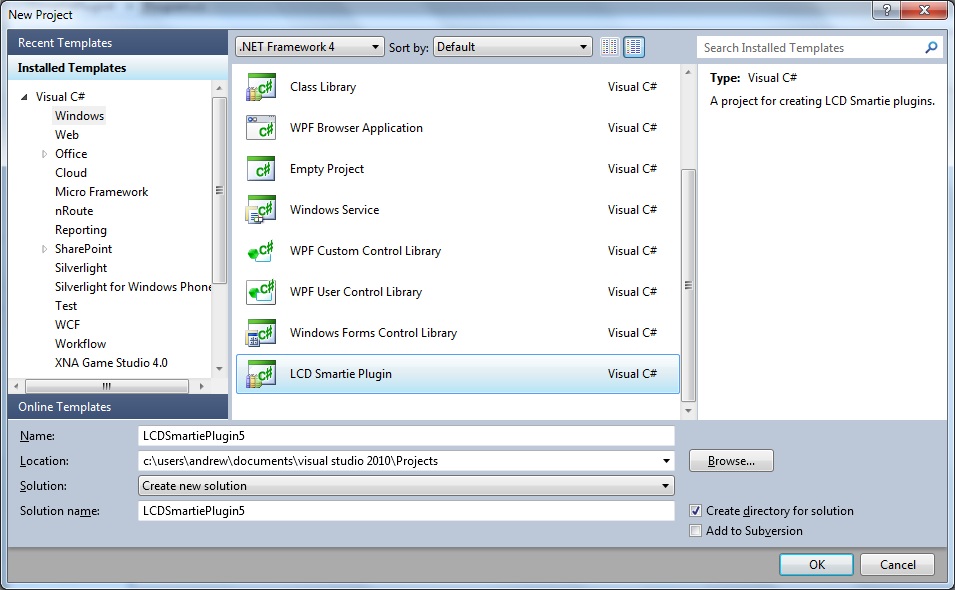 New Project
Recent Templates
Installed Templates
Visual C#
Windows
Web
Office
Cloud
Micro Framework
nRoute
Reporting
SharePoint
Silverlight
Silverlight for Windows Phone
Test
WCF
Workflow
XNA Game Studio 4.0
Online Templates
.NET Framework 4 Sort by: Default
Class Library Visual C#
WPF Browser Application Visual C#
Empty Project Visual C#
Windows Service Visual C#
WPF Custom Control Library Visual C#
WPF User Control Library Visual C#
Windows Forms Control Library Visual C#
LCD Smartie Plugin Visual C#
Search Installed Templates
Type: Visual C#
A project for creating LCD Smartie plugins.
Name: LCDSmartiePlugin5
Location: c:\users\andrew\documents\visual studio 2010\Projects Browse...
Solution: Create new solution
Solution name: LCDSmartiePlugin5
Create directory for solution
Add to Subversion
OK Cancel